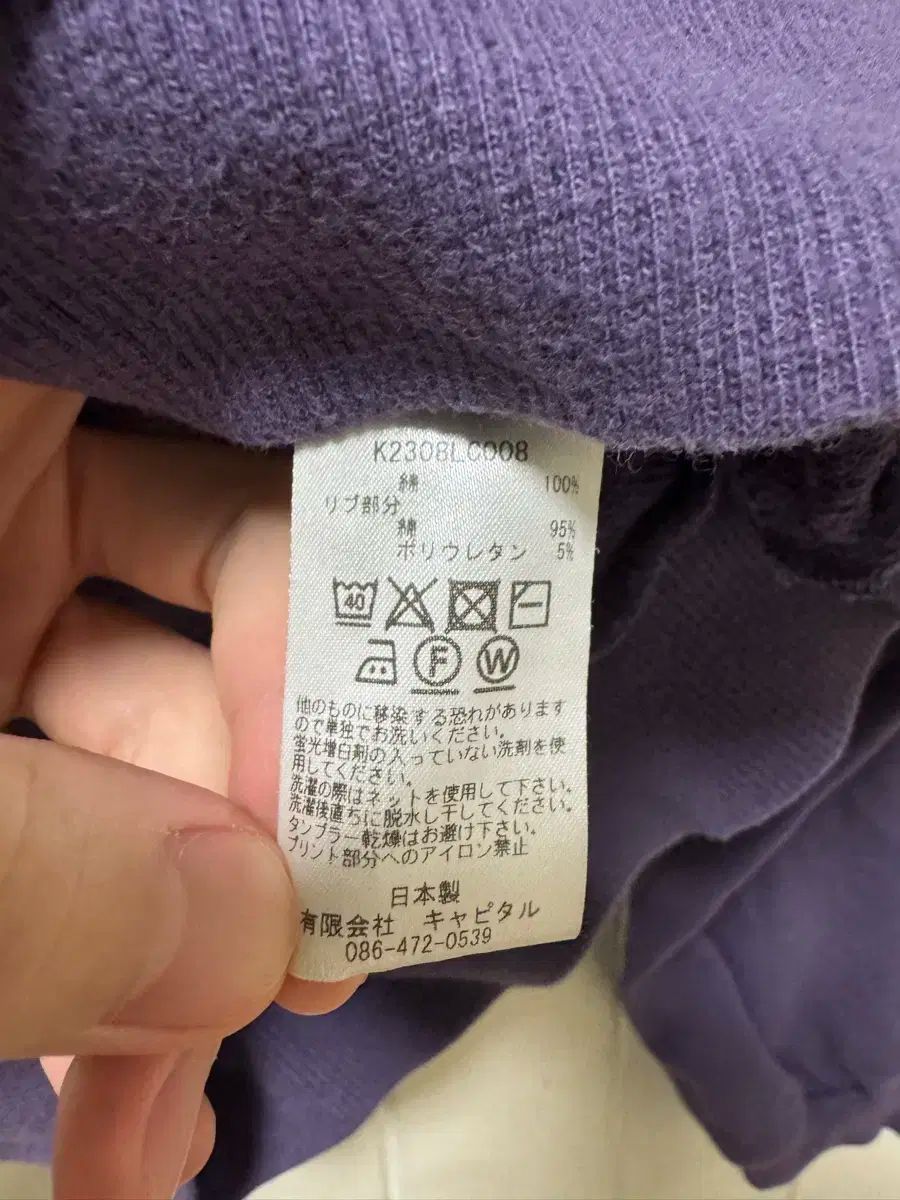 K2308LC008
綿 100%
リブ部分
綿 95%
ポリウレタン 5%
40
F W
他のものに移染する恐れがあります
ので単独でお洗いください。
蛍光増白剤の入っていない洗剤を使
用してください。
洗濯の際はネットを使用して下さい。
洗濯後直ちに脱水し干してください。
タンブラー乾燥はお避け下さい。
プリント部分へのアイロン禁止
日本製
有限会社 キャピタル
086-472-0539